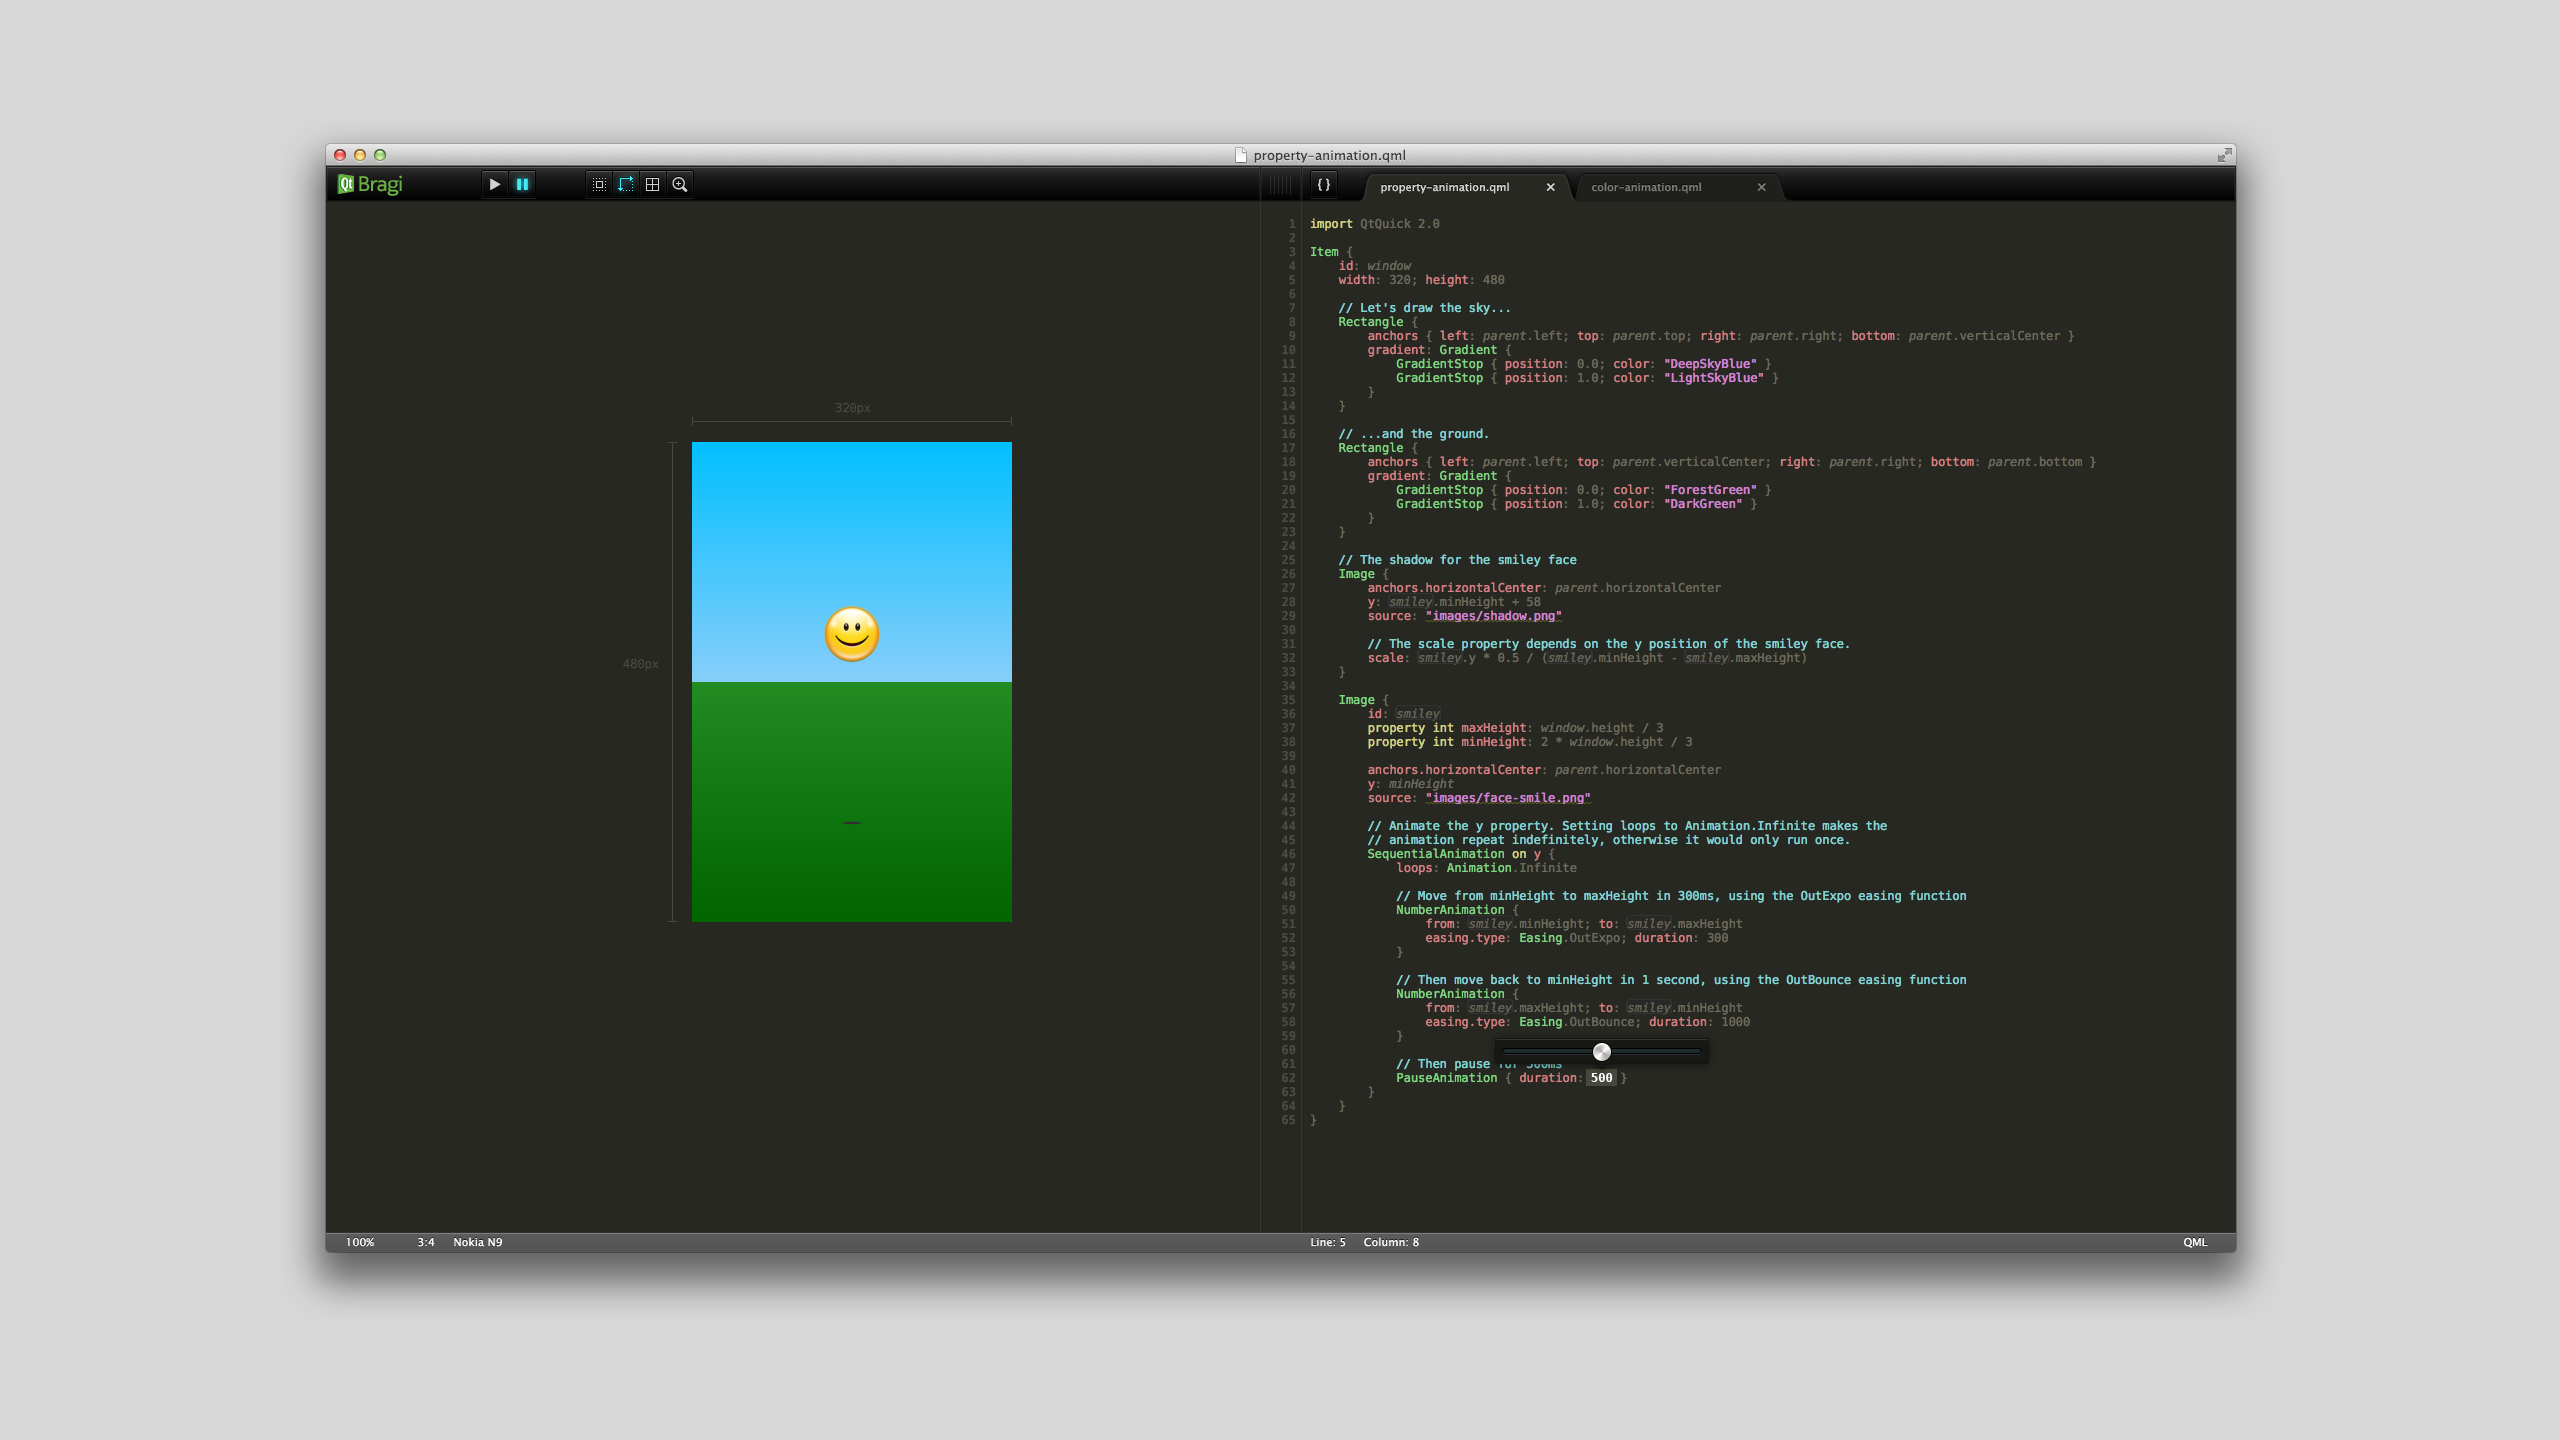 property-animation.qml
Qt Bragi
{ } property-animation.qml × color-animation.qml ×
320px
480px
1 import QtQuick 2.0
2
3 Item {
4     id: window
5     width: 320; height: 480
6
7     // Let's draw the sky...
8     Rectangle {
9         anchors { left: parent.left; top: parent.top; right: parent.right; bottom: parent.verticalCenter }
10         gradient: Gradient {
11             GradientStop { position: 0.0; color: "DeepSkyBlue" }
12             GradientStop { position: 1.0; color: "LightSkyBlue" }
13         }
14     }
15
16     // ...and the ground.
17     Rectangle {
18         anchors { left: parent.left; top: parent.verticalCenter; right: parent.right; bottom: parent.bottom }
19         gradient: Gradient {
20             GradientStop { position: 0.0; color: "ForestGreen" }
21             GradientStop { position: 1.0; color: "DarkGreen" }
22         }
23     }
24
25     // The shadow for the smiley face
26     Image {
27         anchors.horizontalCenter: parent.horizontalCenter
28         y: smiley.minHeight + 58
29         source: "images/shadow.png"
30
31         // The scale property depends on the y position of the smiley face.
32         scale: smiley.y * 0.5 / (smiley.minHeight - smiley.maxHeight)
33     }
34
35     Image {
36         id: smiley
37         property int maxHeight: window.height / 3
38         property int minHeight: 2 * window.height / 3
39
40         anchors.horizontalCenter: parent.horizontalCenter
41         y: minHeight
42         source: "images/face-smile.png"
43
44         // Animate the y property. Setting loops to Animation.Infinite makes the
45         // animation repeat indefinitely, otherwise it would only run once.
46         SequentialAnimation on y {
47             loops: Animation.Infinite
48
49             // Move from minHeight to maxHeight in 300ms, using the OutExpo easing function
50             NumberAnimation {
51                 from: smiley.minHeight; to: smiley.maxHeight
52                 easing.type: Easing.OutExpo; duration: 300
53             }
54
55             // Then move back to minHeight in 1 second, using the OutBounce easing function
56             NumberAnimation {
57                 from: smiley.maxHeight; to: smiley.minHeight
58                 easing.type: Easing.OutBounce; duration: 1000
59             }
60
61             // Then pause for 500ms
62             PauseAnimation { duration: 500 }
63         }
64     }
65 }
100% 3:4 Nokia N9 Line: 5 Column: 8 QML